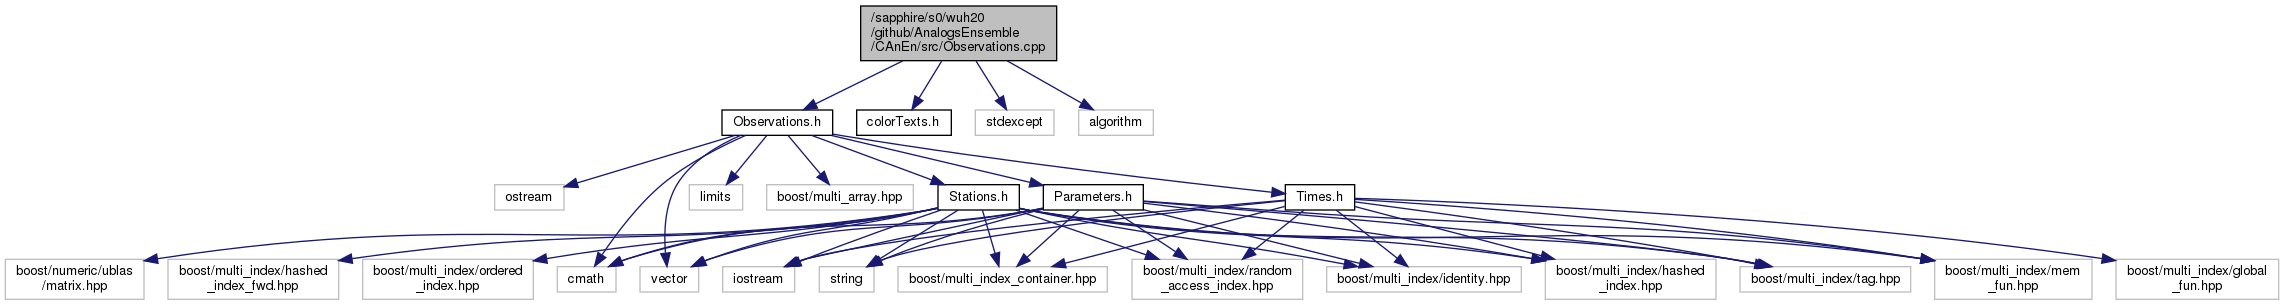 /sapphire/s0/wuh20
/github/AnalogsEnsemble
/CAnEn/src/Observations.cpp
Observations.h
colorTexts.h
stdexcept
algorithm
ostream
limits
boost/multi_array.hpp
Stations.h
Parameters.h
Times.h
boost/numeric/ublas
/matrix.hpp
boost/multi_index/hashed
_index_fwd.hpp
boost/multi_index/ordered
_index.hpp
cmath
vector
iostream
string
boost/multi_index_container.hpp
boost/multi_index/random
_access_index.hpp
boost/multi_index/identity.hpp
boost/multi_index/hashed
_index.hpp
boost/multi_index/tag.hpp
boost/multi_index/mem
_fun.hpp
boost/multi_index/global
_fun.hpp